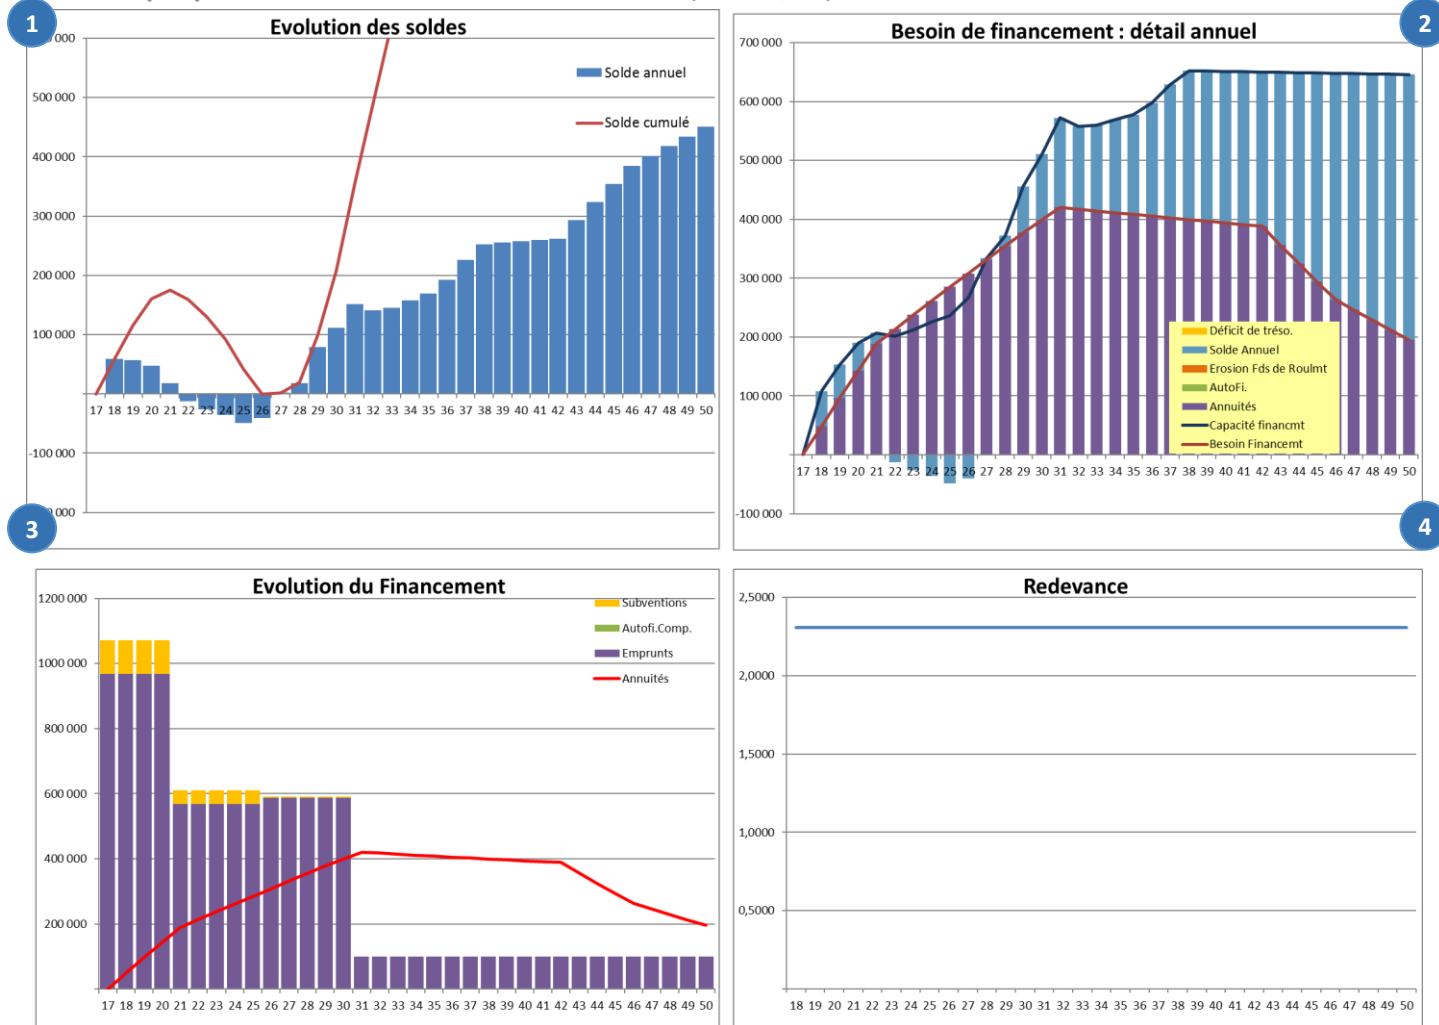 1
Evolution des soldes
500 000
400 000
300 000
200 000
100 000
-100 000
Solde annuel
Solde cumulé
17 18 19 20 21 22 23 24 25 26 27 28 29 30 31 32 33 34 35 36 37 38 39 40 41 42 43 44 45 46 47 48 49 50
2
Besoin de financement : détail annuel
700 000
600 000
500 000
400 000
300 000
200 000
100 000
-100 000
Déficit de tréso.
Solde Annuel
Erosion Fds de Roulmt
AutoFi.
Annuités
Capacité financmt
Besoin Financemt
17 18 19 20 21 22 23 24 25 26 27 28 29 30 31 32 33 34 35 36 37 38 39 40 41 42 43 44 45 46 47 48 49 50
3
Evolution du Financement
1200 000
1000 000
800 000
600 000
400 000
200 000
Subventions
Autofi.Comp.
Emprunts
Annuités
17 18 19 20 21 22 23 24 25 26 27 28 29 30 31 32 33 34 35 36 37 38 39 40 41 42 43 44 45 46 47 48 49 50
4
Redevance
2,5000
2,0000
1,5000
1,0000
0,5000
18 19 20 21 22 23 24 25 26 27 28 29 30 31 32 33 34 35 36 37 38 39 40 41 42 43 44 45 46 47 48 49 50